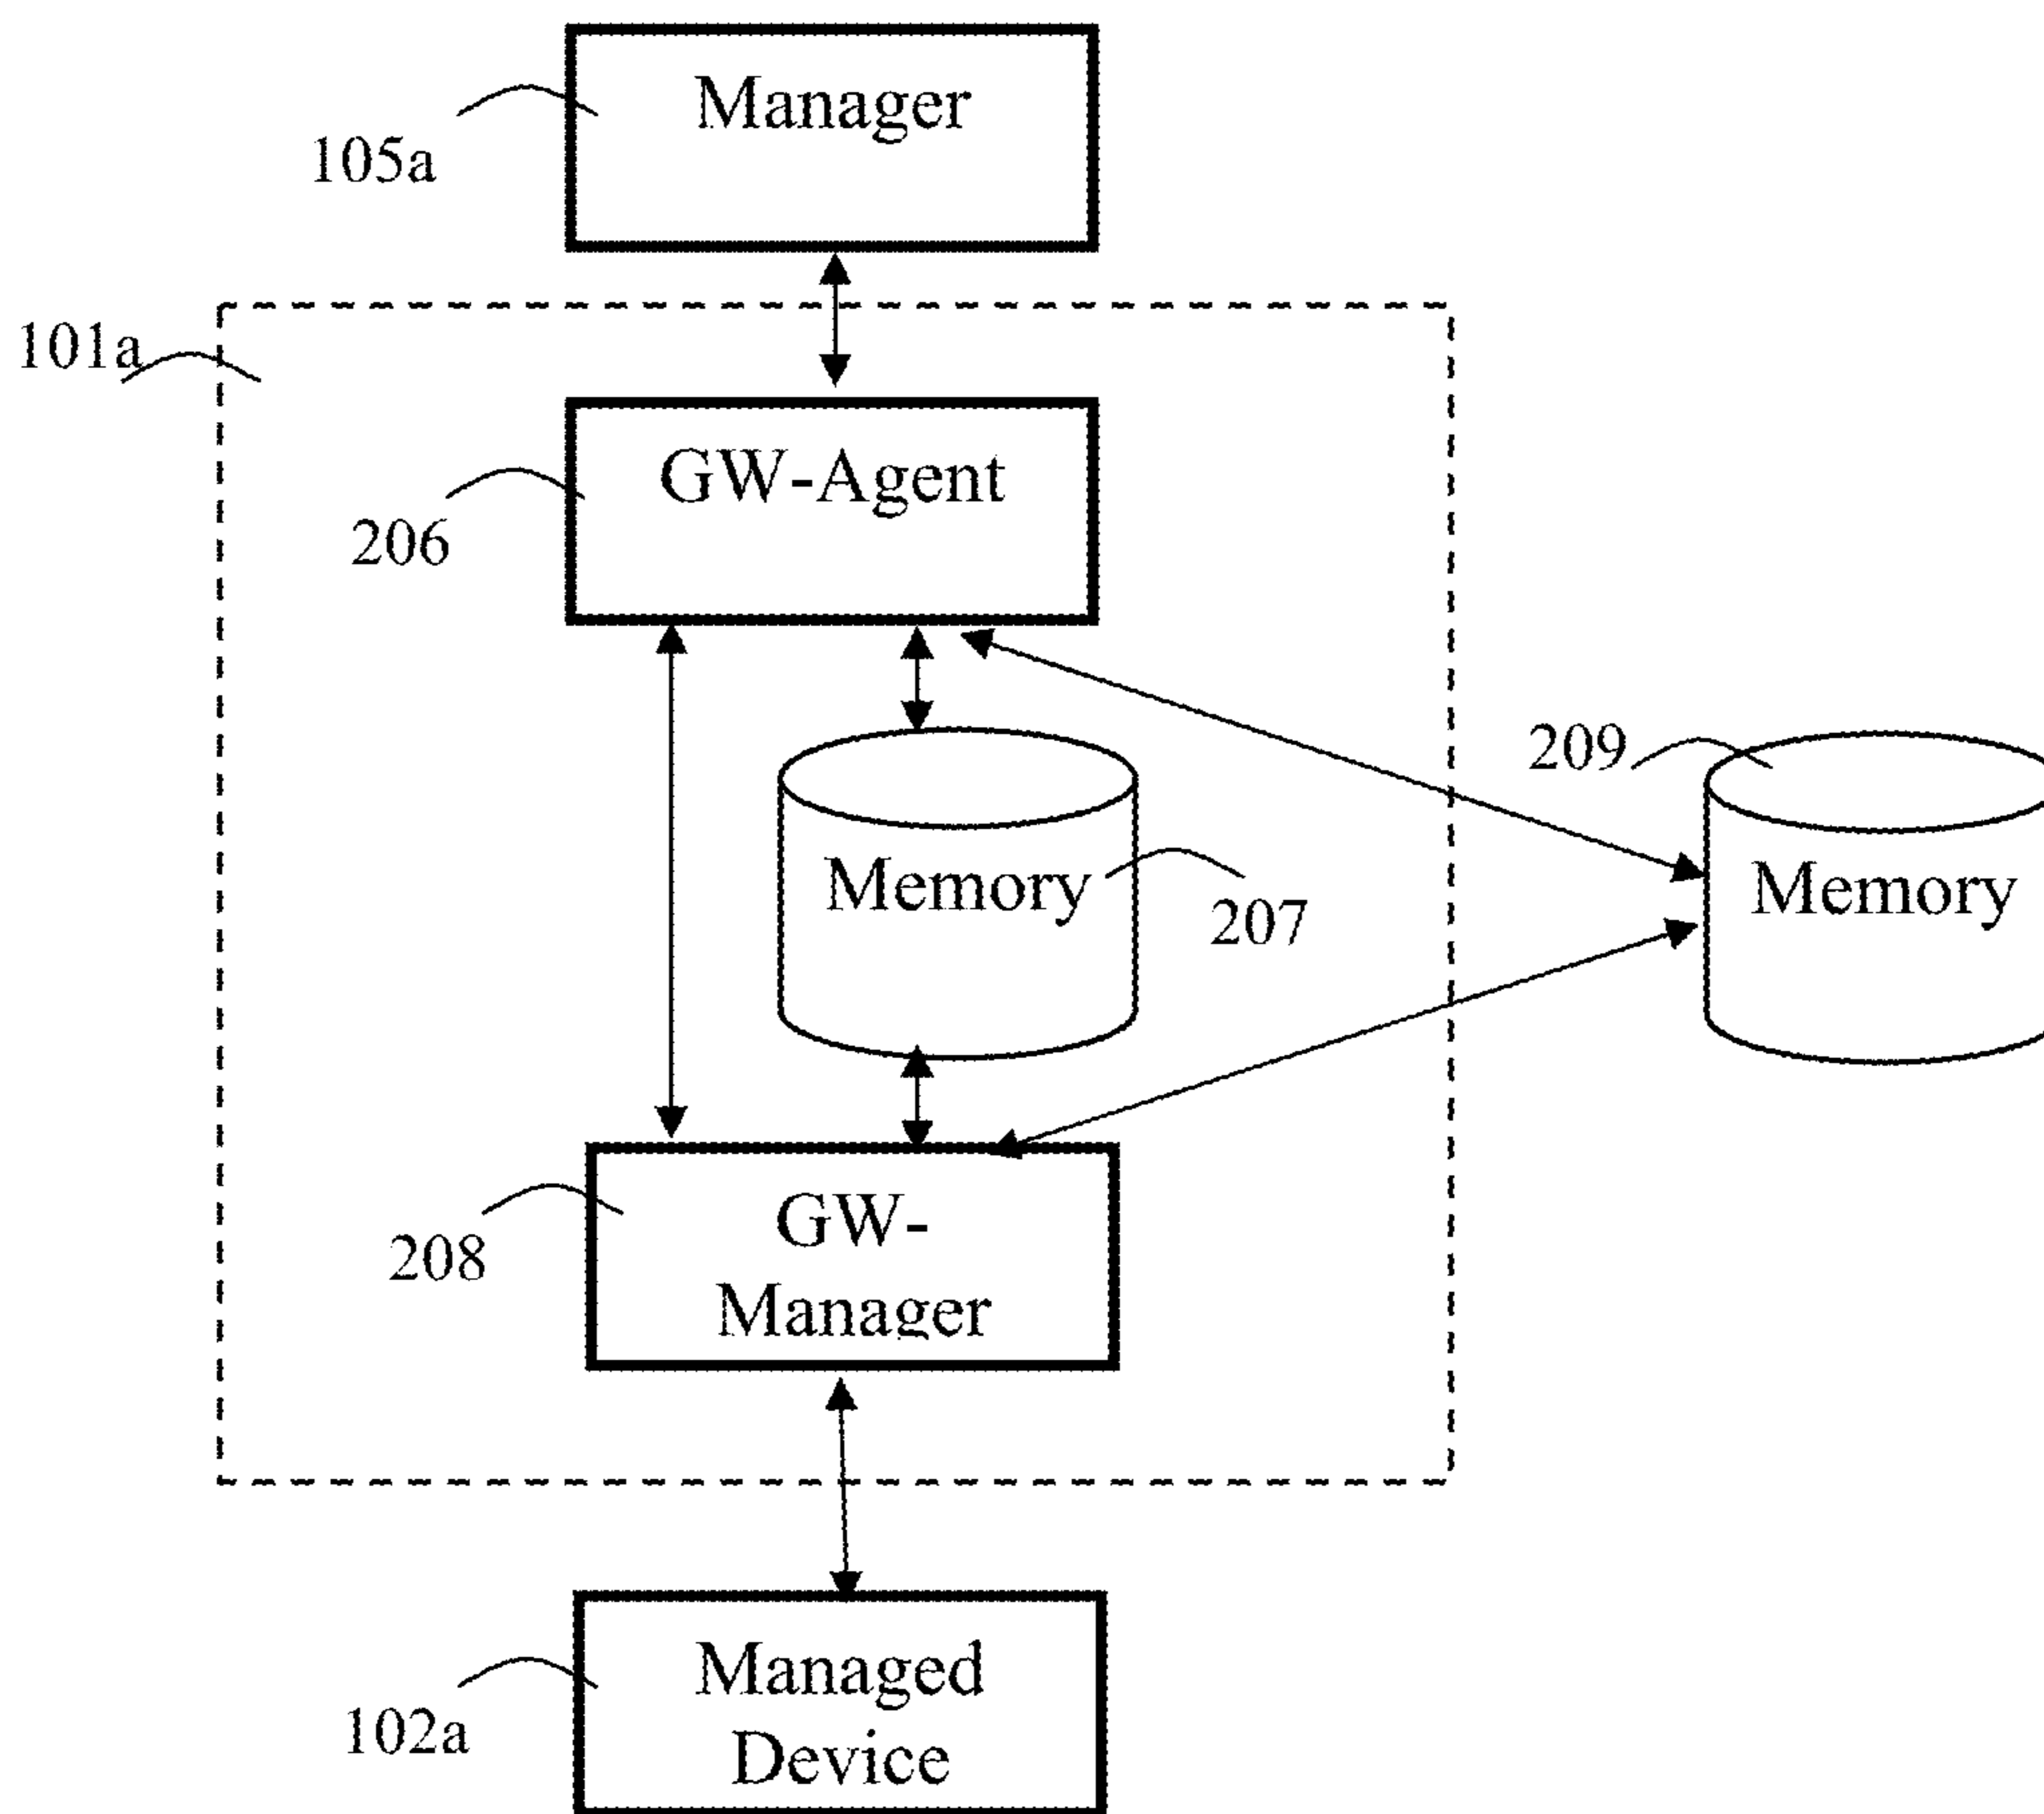 Manager
105a
101a
GW-Agent
206
209
Memory
207
Memory
GW-
Manager
208
Managed
Device
102a